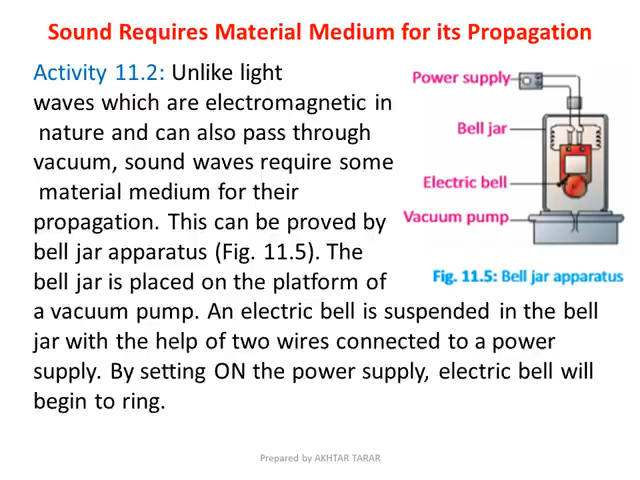 Sound Requires Material Medium for its Propagation
Activity 11.2: Unlike light
waves which are electromagnetic in
nature and can also pass through
vacuum, sound waves require some
material medium for their
propagation. This can be proved by
bell jar apparatus (Fig. 11.5). The
bell jar is placed on the platform of
a vacuum pump. An electric bell is suspended in the bell
jar with the help of two wires connected to a power
supply. By setting ON the power supply, electric bell will
begin to ring.
Power supply
Bell jar
Electric bell
Vacuum pump
Fig. 11.5: Bell jar apparatus
Prepared by AKHTAR TARAR